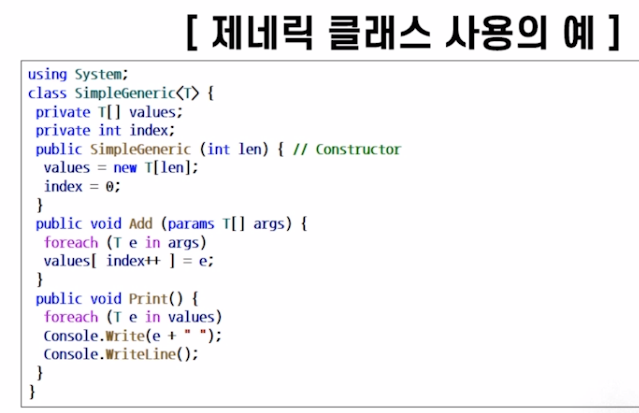 [ 제네릭 클래스 사용의 예 ]
using System;
class SimpleGeneric<T> {
private T[] values;
private int index;
public SimpleGeneric (int len) { // Constructor
values = new T[len];
index = 0;
}
public void Add (params T[] args) {
foreach (T e in args)
values[ index++ ] = e;
}
public void Print() {
foreach (T e in values)
Console.Write(e + " ");
Console.WriteLine();
}
}